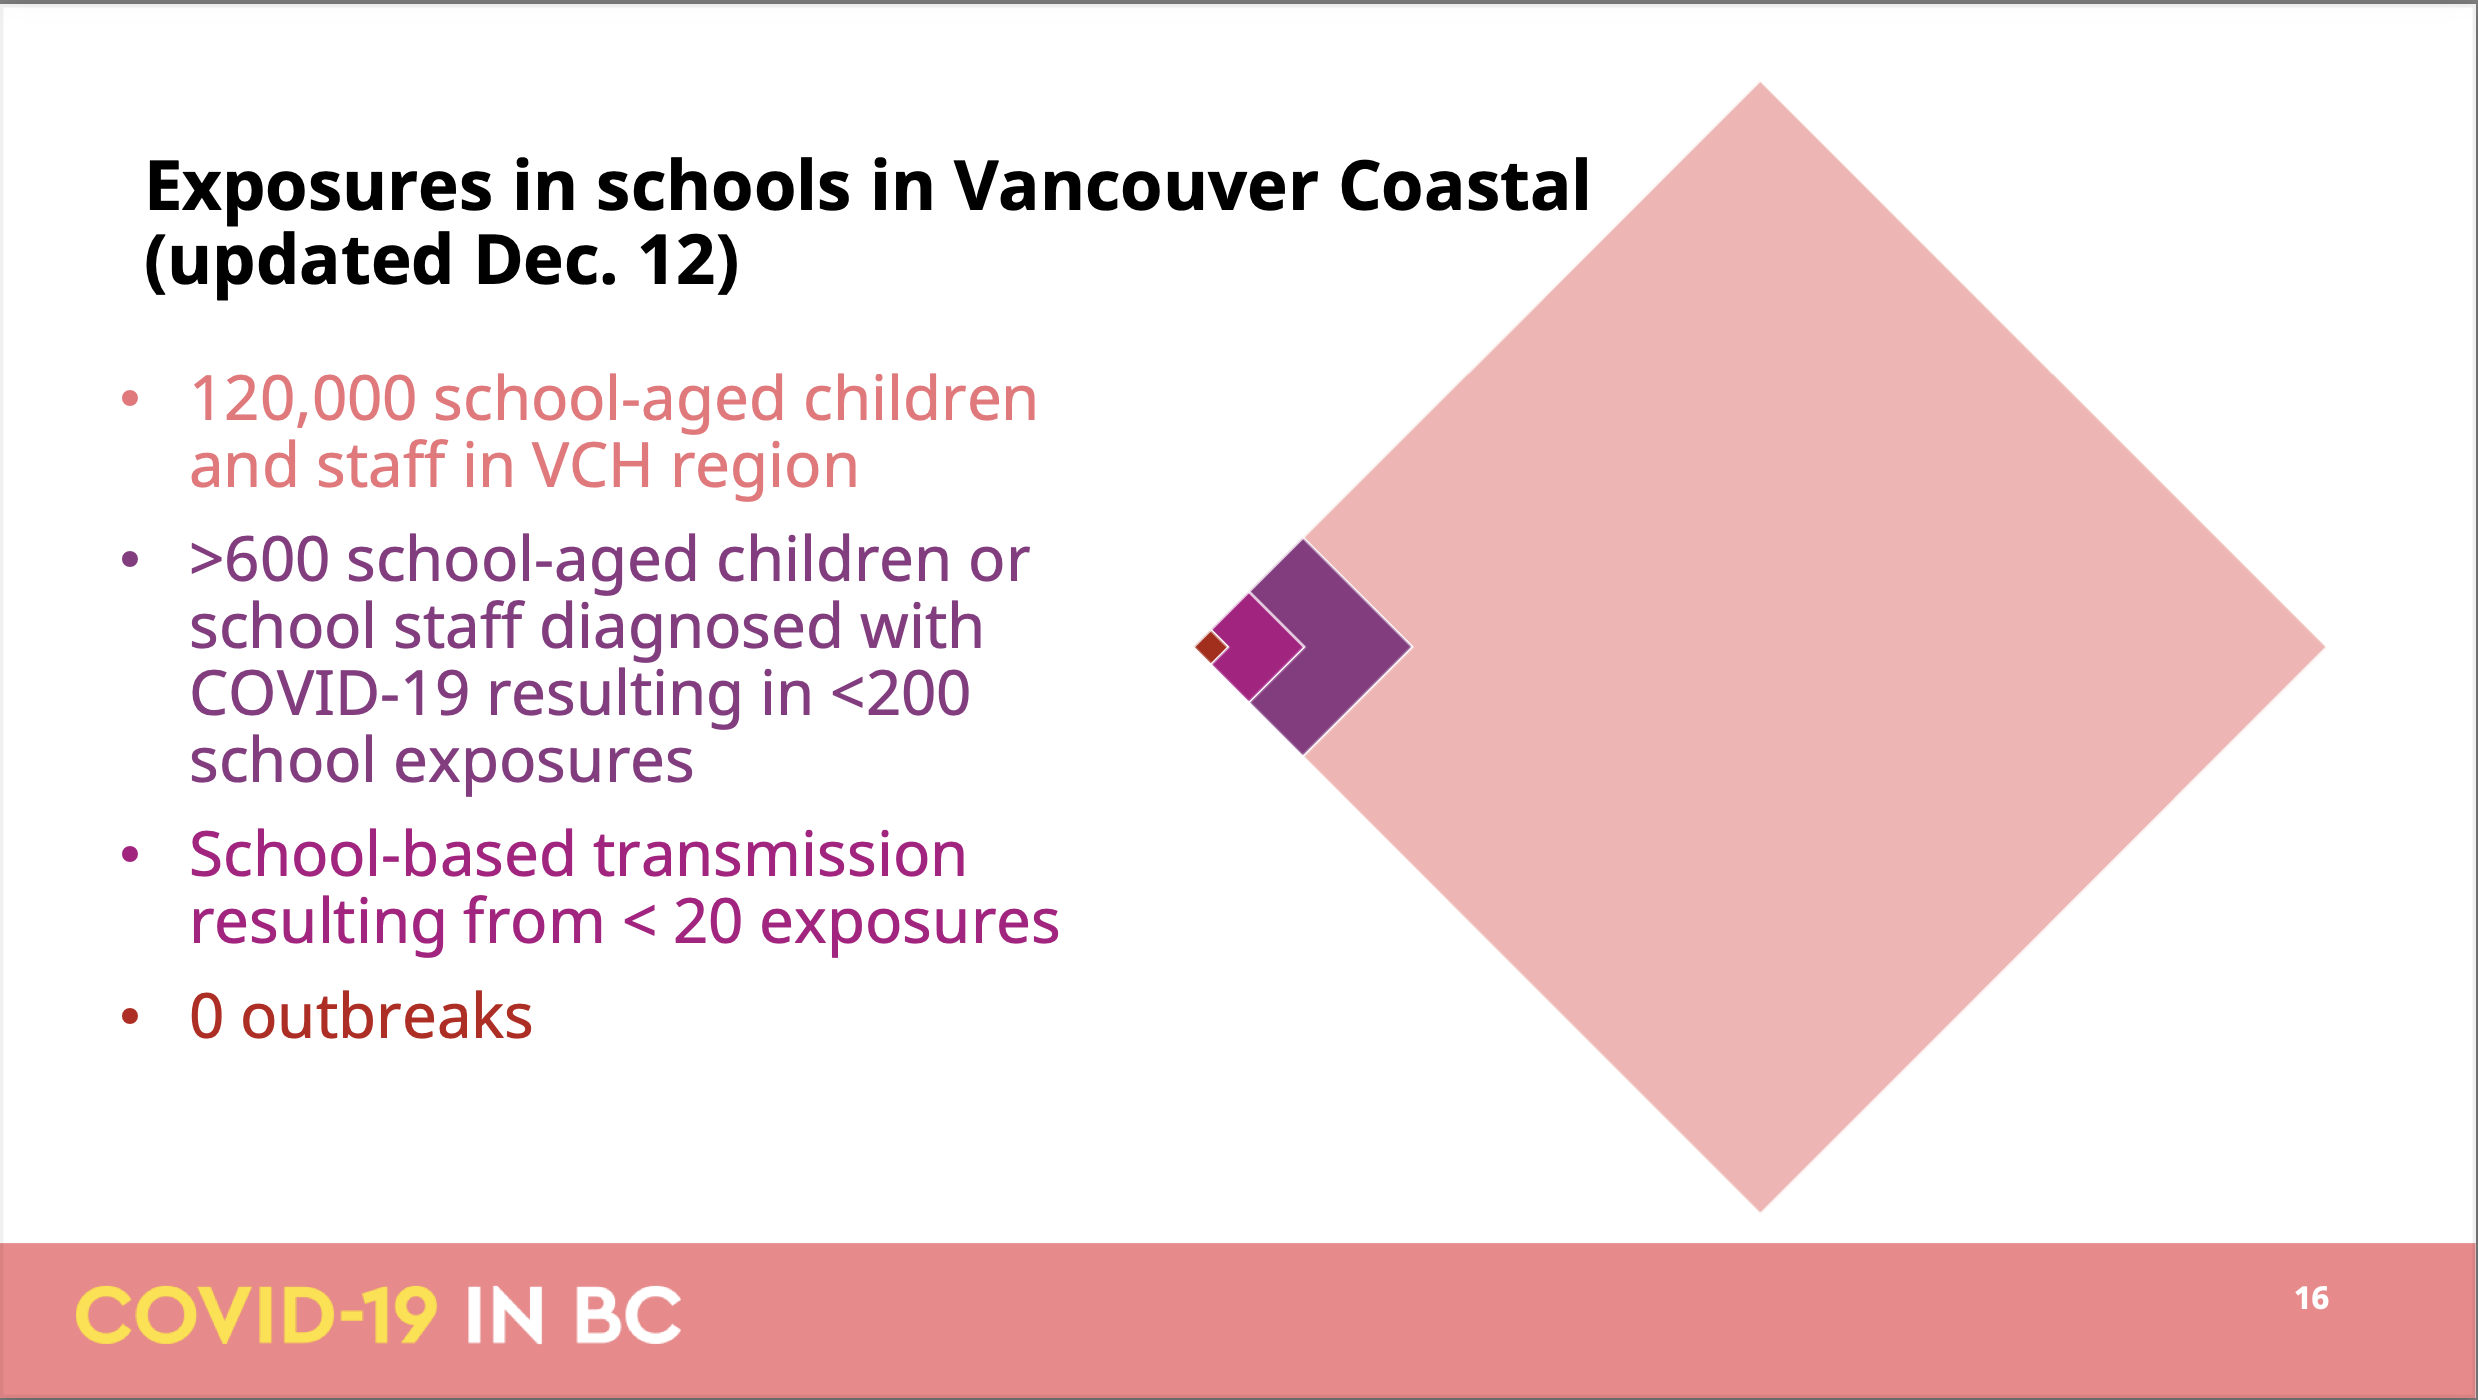 Exposures in schools in Vancouver Coastal
(updated Dec. 12)
• 120,000 school-aged children
and staff in VCH region
• >600 school-aged children or
school staff diagnosed with
COVID-19 resulting in <200
school exposures
• School-based transmission
resulting from < 20 exposures
• 0 outbreaks
COVID-19 IN BC
16